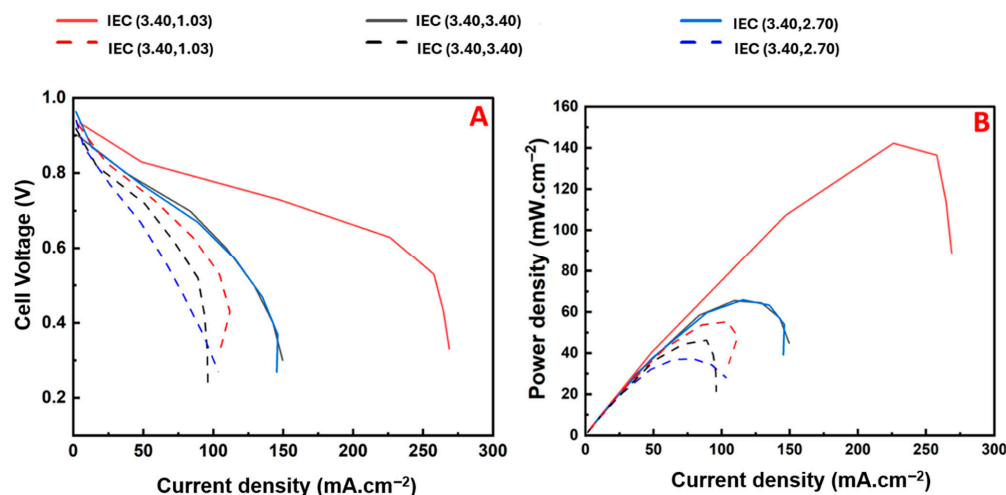 IEC (3.40,1.03) IEC (3.40,3.40) IEC (3.40,2.70)
IEC (3.40,1.03) IEC (3.40,3.40) IEC (3.40,2.70)
A
Cell Voltage (V)
1.0
0.8
0.6
0.4
0.2
0 50 100 150 200 250 300
Current density (mA.cm⁻²)
B
Power density (mW.cm⁻²)
160
140
120
100
80
60
40
20
0
0 50 100 150 200 250 300
Current density (mA.cm⁻²)